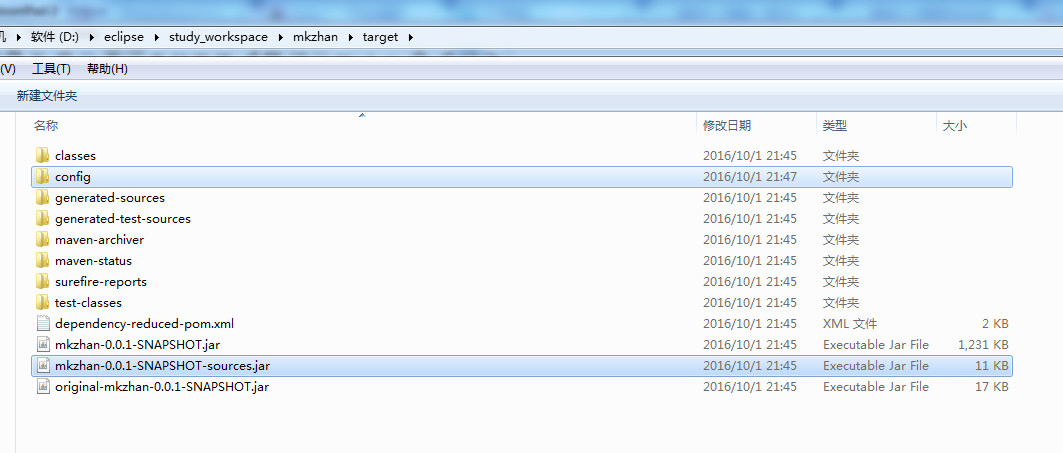 机 ▸ 软件 (D:) ▸ eclipse ▸ study_workspace ▸ mkzhan ▸ target ▸
(V) 工具(T) 帮助(H)
新建文件夹
名称 修改日期 类型 大小
classes 2016/10/1 21:45 文件夹
config 2016/10/1 21:47 文件夹
generated-sources 2016/10/1 21:45 文件夹
generated-test-sources 2016/10/1 21:45 文件夹
maven-archiver 2016/10/1 21:45 文件夹
maven-status 2016/10/1 21:45 文件夹
surefire-reports 2016/10/1 21:45 文件夹
test-classes 2016/10/1 21:45 文件夹
dependency-reduced-pom.xml 2016/10/1 21:45 XML 文件 2 KB
mkzhan-0.0.1-SNAPSHOT.jar 2016/10/1 21:45 Executable Jar File 1,231 KB
mkzhan-0.0.1-SNAPSHOT-sources.jar 2016/10/1 21:45 Executable Jar File 11 KB
original-mkzhan-0.0.1-SNAPSHOT.jar 2016/10/1 21:45 Executable Jar File 17 KB